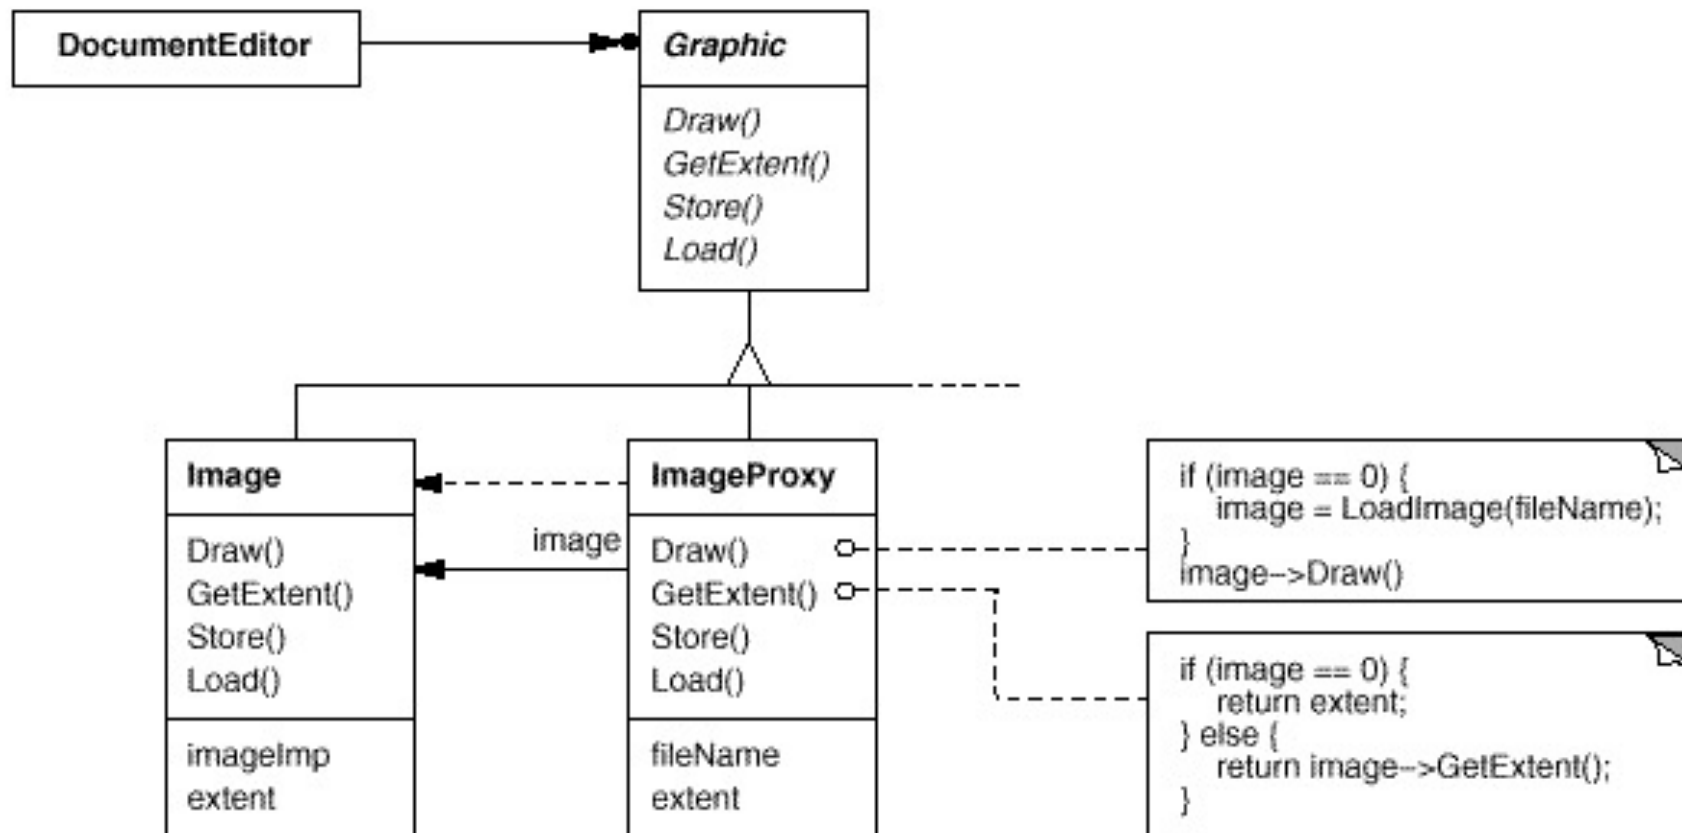 DocumentEditor
Graphic
Draw()
GetExtent()
Store()
Load()
Image
Draw()
GetExtent()
Store()
Load()
imageImp
extent
image
ImageProxy
Draw()
GetExtent()
Store()
Load()
fileName
extent
if (image == 0) {
image = LoadImage(fileName);
}
image->Draw()
if (image == 0) {
return extent;
} else {
return image->GetExtent();
}